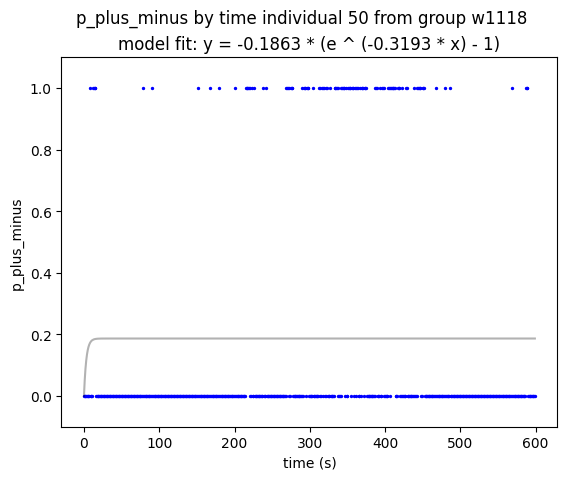 p_plus_minus by time individual 50 from group w1118
model fit: y = -0.1863 * (e ^ (-0.3193 * x) - 1)
1.0
0.8
0.6
0.4
0.2
0.0
p_plus_minus
0 100 200 300 400 500 600
time (s)